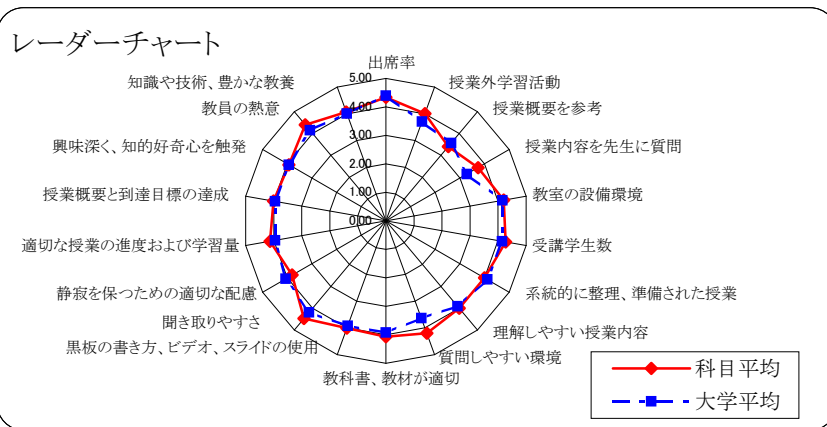 レーダーチャート
出席率
授業外学習活動
授業概要を参考
授業内容を先生に質問
教室の設備環境
受講学生数
系統的に整理、準備された授業
理解しやすい授業内容
質問しやすい環境
教科書、教材が適切
黒板の書き方、ビデオ、スライドの使用
聞き取りやすさ
静寂を保つための適切な配慮
適切な授業の進度および学習量
授業概要と到達目標の達成
興味深く、知的好奇心を触発
教員の熱意
知識や技術、豊かな教養
5.00
4.00
3.00
2.00
1.00
0.00
科目平均
大学平均